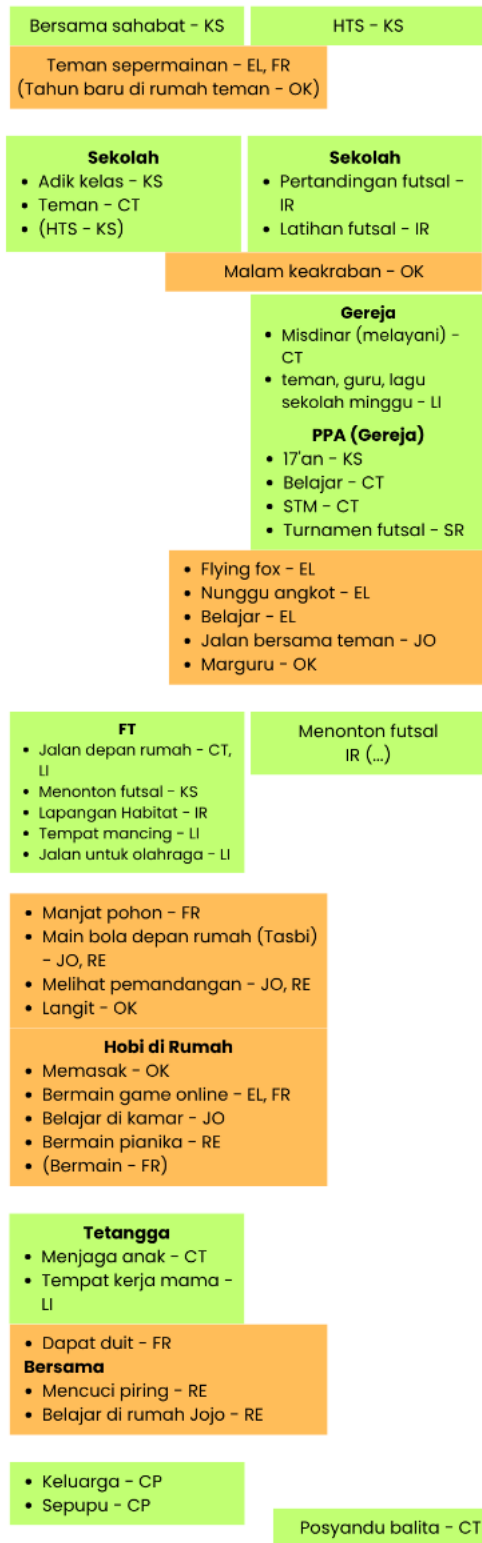 Bersama sahabat - KS
HTS - KS
Teman sepermainan - EL, FR
(Tahun baru di rumah teman - OK)
Sekolah
• Adik kelas - KS
• Teman - CT
• (HTS - KS)
Sekolah
• Pertandingan futsal -
IR
• Latihan futsal - IR
Malam keakraban - OK
Gereja
• Misdinar (melayani) -
CT
• teman, guru, lagu
sekolah minggu - LI
PPA (Gereja)
• 17'an - KS
• Belajar - CT
• STM - CT
• Turnamen futsal - SR
• Flying fox - EL
• Nunggu angkot - EL
• Belajar - EL
• Jalan bersama teman - JO
• Marguru - OK
FT
• Jalan depan rumah - CT,
LI
• Menonton futsal - KS
• Lapangan Habitat - IR
• Tempat mancing - LI
• Jalan untuk olahraga - LI
Menonton futsal
IR (...)
• Manjat pohon - FR
• Main bola depan rumah (Tasbi)
- JO, RE
• Melihat pemandangan - JO, RE
• Langit - OK
Hobi di Rumah
• Memasak - OK
• Bermain game online - EL, FR
• Belajar di kamar - JO
• Bermain pianika - RE
• (Bermain - FR)
Tetangga
• Menjaga anak - CT
• Tempat kerja mama -
LI
• Dapat duit - FR
Bersama
• Mencuci piring - RE
• Belajar di rumah Jojo - RE
• Keluarga - CP
• Sepupu - CP
Posyandu balita - CT